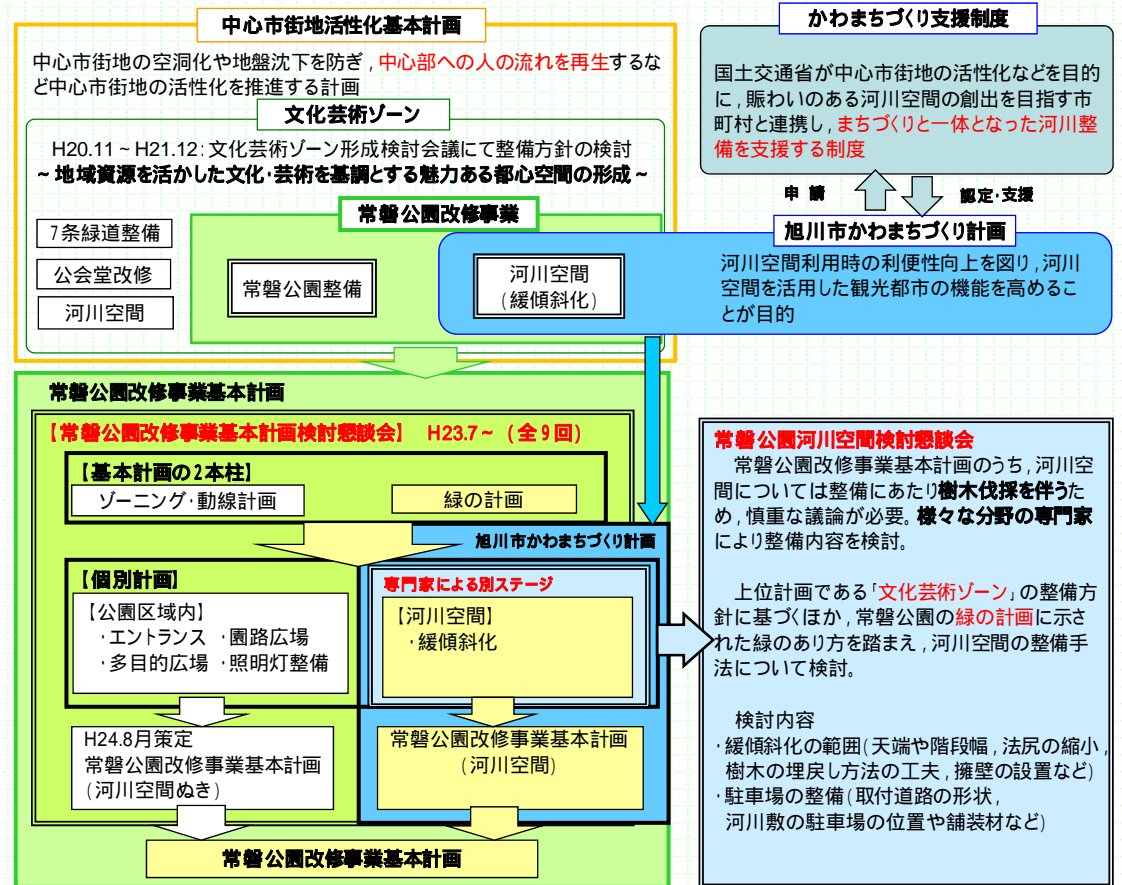 中心市街地活性化基本計画
中心市街地の空洞化や地盤沈下を防ぎ，中心部への人の流れを再生するな
ど中心市街地の活性化を推進する計画
文化芸術ゾーン
H20.11～H21.12：文化芸術ゾーン形成検討会議にて整備方針の検討
～地域資源を活かした文化・芸術を基調とする魅力ある都心空間の形成～
常磐公園改修事業
7条緑道整備
公会堂改修
河川空間
常磐公園整備
河川空間
(緩傾斜化)
かわまちづくり支援制度
国土交通省が中心市街地の活性化などを目的
に，賑わいのある河川空間の創出を目指す市
町村と連携し，まちづくりと一体となった河川整
備を支援する制度
申請
認定・支援
旭川市かわまちづくり計画
河川空間利用時の利便性向上を図り，河川
空間を活用した観光都市の機能を高めるこ
とが目的
常磐公園改修事業基本計画
【常磐公園改修事業基本計画検討懇談会】 H23.7～(全9回)
【基本計画の2本柱】
ゾーニング・動線計画
緑の計画
旭川市かわまちづくり計画
【個別計画】
【公園区域内】
・エントランス ・園路広場
・多目的広場 ・照明灯整備
専門家による別ステージ
【河川空間】
・緩傾斜化
H24.8月策定
常磐公園改修事業基本計画
(河川空間ぬき)
常磐公園改修事業基本計画
(河川空間)
常磐公園改修事業基本計画
常磐公園河川空間検討懇談会
常磐公園改修事業基本計画のうち，河川空
間については整備にあたり樹木伐採を伴うた
め，慎重な議論が必要。様々な分野の専門家
により整備内容を検討。
上位計画である「文化芸術ゾーン」の整備方
針に基づくほか，常磐公園の緑の計画に示さ
れた緑のあり方を踏まえ，河川空間の整備手
法について検討。
検討内容
・緩傾斜化の範囲(天端や階段幅，法尻の縮小，
樹木の埋戻し方法の工夫，擁壁の設置など)
・駐車場の整備(取付道路の形状，
河川敷の駐車場の位置や舗装材など)